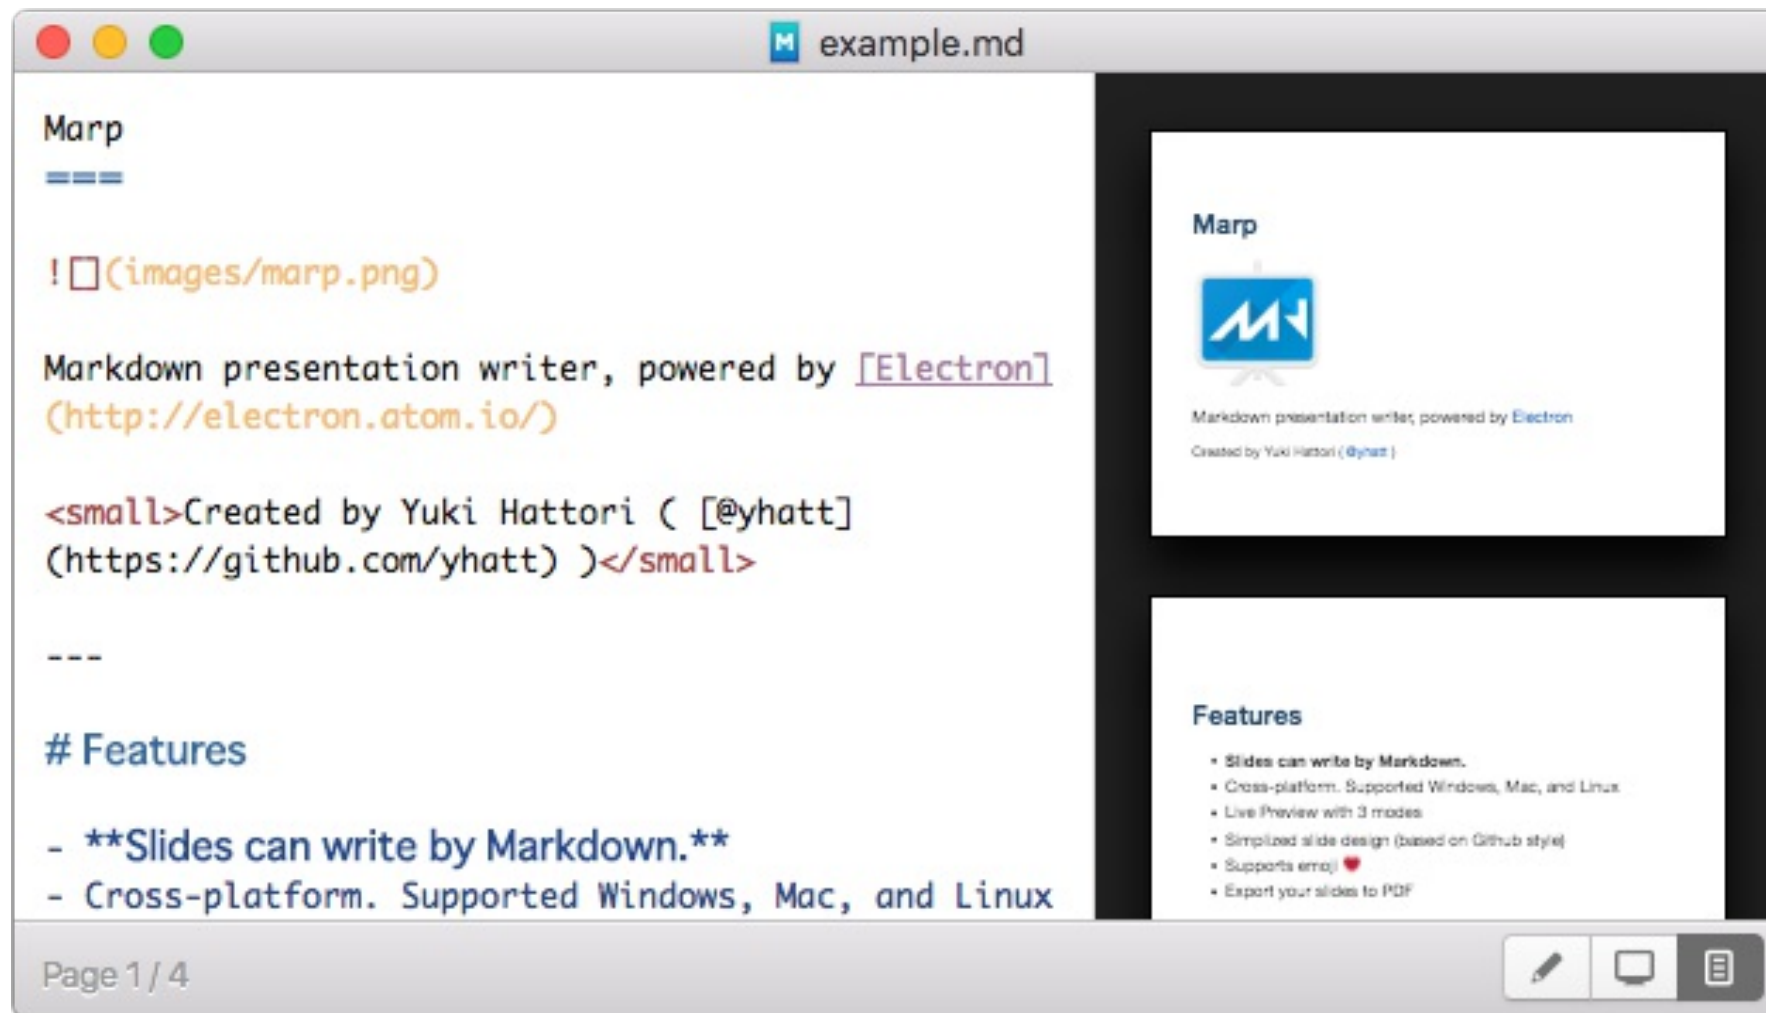 example.md
Marp
===
![](images/marp.png)
Markdown presentation writer, powered by [Electron]
(http://electron.atom.io/)
<small>Created by Yuki Hattori ( [@yhatt]
(https://github.com/yhatt) )</small>
---
# Features
- **Slides can write by Markdown.**
- Cross-platform. Supported Windows, Mac, and Linux
Marp
Markdown presentation writer, powered by Electron
Created by Yuki Hattori ( @yhatt )
Features
• Slides can write by Markdown.
• Cross-platform. Supported Windows, Mac, and Linux
• Live Preview with 3 modes
• Simplized slide design (based on Github style)
• Supports emoji ❤️
• Export your slides to PDF
Page 1 / 4